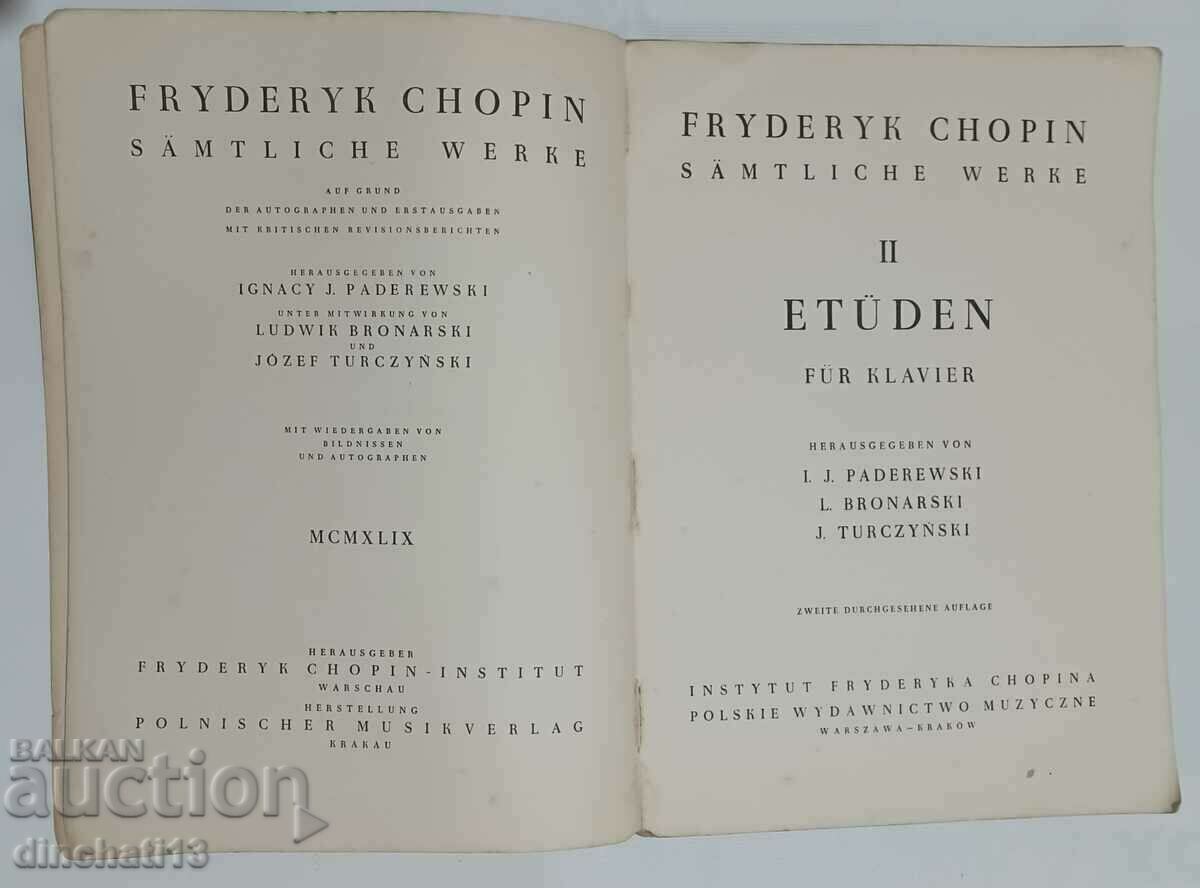 FRYDERYK CHOPIN
SÄMTLICHE WERKE
AUF GRUND
DER AUTOGRAPHEN UND ERSTAUSGABEN
MIT KRITISCHEN REVISIONSBERICHTEN
HERAUSGEGEBEN VON
IGNACY J. PADEREWSKI
UNTER MITWIRKUNG VON
LUDWIK BRONARSKI
UND
JÓZEF TURCZYŃSKI
MIT WIEDERGABEN VON
BILDNISSEN
UND AUTOGRAPHEN
MCMXLIX
HERAUSGEBER
FRYDERYK CHOPIN-INSTITUT
WARSCHAU
HERSTELLUNG
POLNISCHER MUSIKVERLAG
KRAKAU
FRYDERYK CHOPIN
SÄMTLICHE WERKE
II
ETÜDEN
FÜR KLAVIER
HERAUSGEGEBEN VON
I. J. PADEREWSKI
L. BRONARSKI
J. TURCZYŃSKI
ZWEITE DURCHGESEHENE AUFLAGE
INSTYTUT FRYDERYKA CHOPINA
POLSKIE WYDAWNICTWO MUZYCZNE
WARSZAWA–KRAKÓW
BALKAN
auction
dinchati13